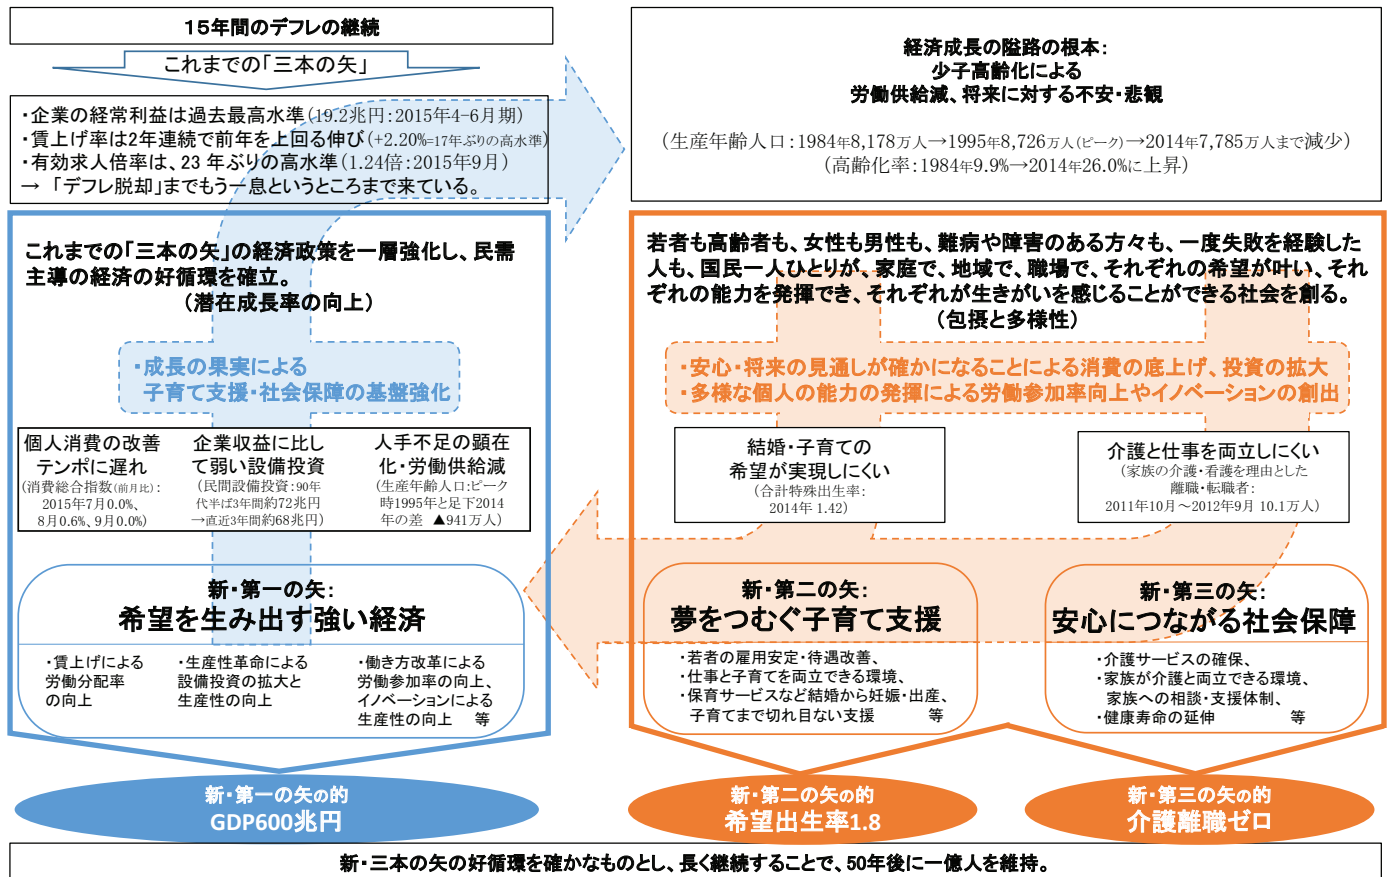 15年間のデフレの継続
これまでの「三本の矢」
・企業の経常利益は過去最高水準(19.2兆円：2015年4-6月期)
・賃上げ率は2年連続で前年を上回る伸び(+2.20%=17年ぶりの高水準)
・有効求人倍率は、23 年ぶりの高水準(1.24倍：2015年9月)
→ 「デフレ脱却」までもう一息というところまで来ている。
経済成長の隘路の根本：
少子高齢化による
労働供給減、将来に対する不安・悲観
(生産年齢人口：1984年8,178万人→1995年8,726万人(ピーク)→2014年7,785万人まで減少)
(高齢化率：1984年9.9%→2014年26.0%に上昇)
これまでの「三本の矢」の経済政策を一層強化し、民需
主導の経済の好循環を確立。
(潜在成長率の向上)
・成長の果実による
子育て支援・社会保障の基盤強化
個人消費の改善
テンポに遅れ
(消費総合指数(前月比)：
2015年7月0.0%、
8月0.6%、9月0.0%)
企業収益に比し
て弱い設備投資
(民間設備投資：90年
代半ば3年間約72兆円
→直近3年間約68兆円)
人手不足の顕在
化・労働供給減
(生産年齢人口：ピーク
時1995年と足下2014
年の差 ▲941万人)
新・第一の矢：
希望を生み出す強い経済
・賃上げによる
労働分配率
の向上
・生産性革命による
設備投資の拡大と
生産性の向上
・働き方改革による
労働参加率の向上、
イノベーションによる
生産性の向上 等
新・第一の矢の的
GDP600兆円
若者も高齢者も、女性も男性も、難病や障害のある方々も、一度失敗を経験した
人も、国民一人ひとりが、家庭で、地域で、職場で、それぞれの希望が叶い、それ
ぞれの能力を発揮でき、それぞれが生きがいを感じることができる社会を創る。
(包摂と多様性)
・安心・将来の見通しが確かになることによる消費の底上げ、投資の拡大
・多様な個人の能力の発揮による労働参加率向上やイノベーションの創出
結婚・子育ての
希望が実現しにくい
(合計特殊出生率：
2014年 1.42)
介護と仕事を両立しにくい
(家族の介護・看護を理由とした
離職・転職者：
2011年10月～2012年9月 10.1万人)
新・第二の矢：
夢をつむぐ子育て支援
・若者の雇用安定・待遇改善、
・仕事と子育てを両立できる環境、
・保育サービスなど結婚から妊娠・出産、
子育てまで切れ目ない支援 等
新・第三の矢：
安心につながる社会保障
・介護サービスの確保、
・家族が介護と両立できる環境、
家族への相談・支援体制、
・健康寿命の延伸 等
新・第二の矢の的
希望出生率1.8
新・第三の矢の的
介護離職ゼロ
新・三本の矢の好循環を確かなものとし、長く継続することで、50年後に一億人を維持。